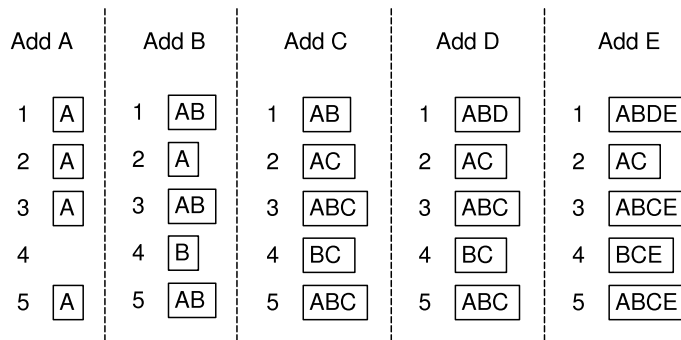 Add A Add B Add C Add D Add E
1 A 1 AB 1 AB 1 ABD 1 ABDE
2 A 2 A 2 AC 2 AC 2 AC
3 A 3 AB 3 ABC 3 ABC 3 ABCE
4 4 B 4 BC 4 BC 4 BCE
5 A 5 AB 5 ABC 5 ABC 5 ABCE